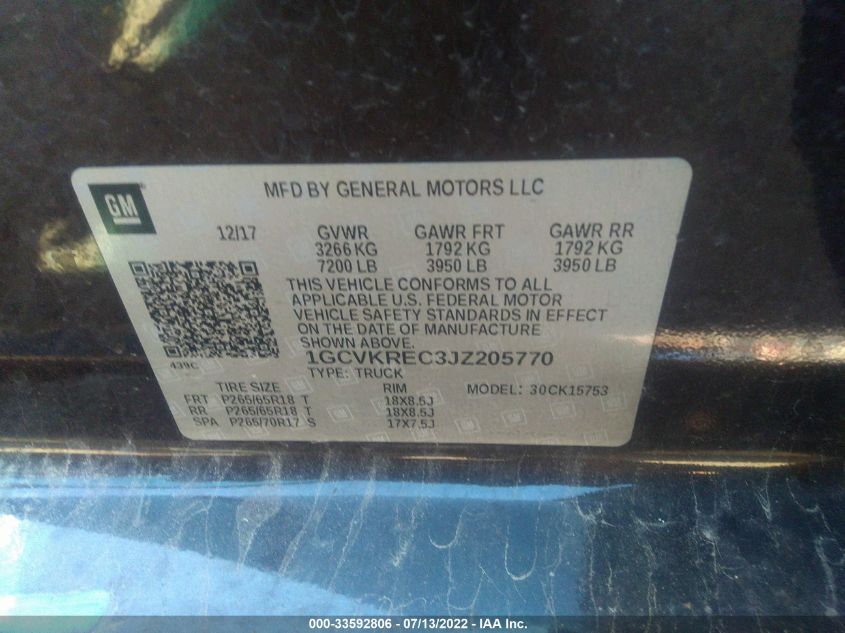 GM
MFD BY GENERAL MOTORS LLC
12/17 GVWR GAWR FRT GAWR RR
3266 KG 1792 KG 1792 KG
7200 LB 3950 LB 3950 LB
THIS VEHICLE CONFORMS TO ALL
APPLICABLE U.S. FEDERAL MOTOR
VEHICLE SAFETY STANDARDS IN EFFECT
ON THE DATE OF MANUFACTURE
SHOWN ABOVE.
439C
1GCVKREC3JZ205770
TYPE: TRUCK
TIRE SIZE RIM MODEL: 30CK15753
FRT P265/65R18 T 18X8.5J
RR P265/65R18 T 18X8.5J
SPA P265/70R17 S 17X7.5J
000-33592806 - 07/13/2022 - IAA Inc.